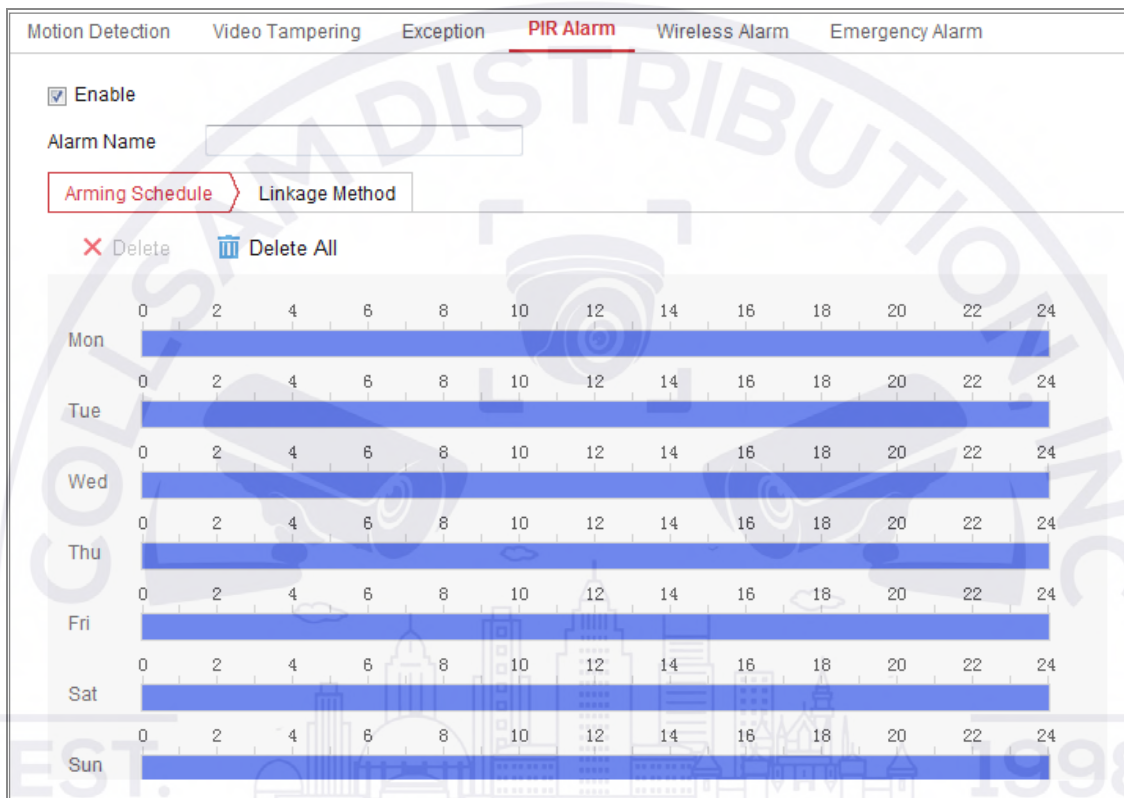 Motion Detection Video Tampering Exception PIR Alarm Wireless Alarm Emergency Alarm
Enable
Alarm Name
Arming Schedule Linkage Method
Delete Delete All
0 2 4 6 8 10 12 14 16 18 20 22 24
Mon
0 2 4 6 8 10 12 14 16 18 20 22 24
Tue
0 2 4 6 8 10 12 14 16 18 20 22 24
Wed
0 2 4 6 8 10 12 14 16 18 20 22 24
Thu
0 2 4 6 8 10 12 14 16 18 20 22 24
Fri
0 2 4 6 8 10 12 14 16 18 20 22 24
Sat
0 2 4 6 8 10 12 14 16 18 20 22 24
Sun
COLLSAM DISTRIBUTION, INC
EST. 1998